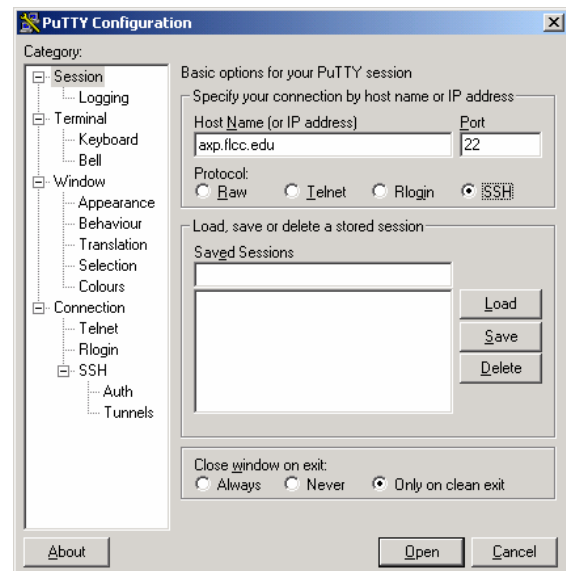 PuTTY Configuration
Category:
Session
Logging
Terminal
Keyboard
Bell
Window
Appearance
Behaviour
Translation
Selection
Colours
Connection
Telnet
Rlogin
SSH
Auth
Tunnels
Basic options for your PuTTY session
Specify your connection by host name or IP address
Host Name (or IP address) Port
axp.flcc.edu 22
Protocol:
Raw Telnet Rlogin SSH
Load, save or delete a stored session
Saved Sessions
Load
Save
Delete
Close window on exit:
Always Never Only on clean exit
About Open Cancel